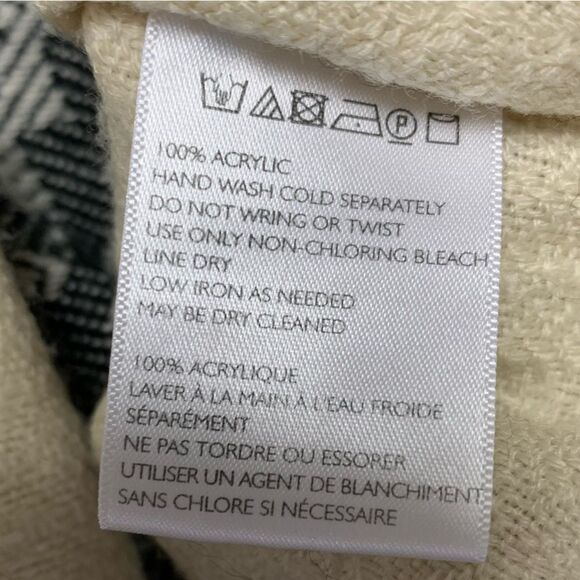 P
100% ACRYLIC
HAND WASH COLD SEPARATELY
DO NOT WRING OR TWIST
USE ONLY NON-CHLORING BLEACH
LINE DRY
LOW IRON AS NEEDED
MAY BE DRY CLEANED
100% ACRYLIQUE
LAVER À LA MAIN À L'EAU FROIDE
SÉPARÉMENT
NE PAS TORDRE OU ESSORER
UTILISER UN AGENT DE BLANCHIMENT
SANS CHLORE SI NÉCESSAIRE